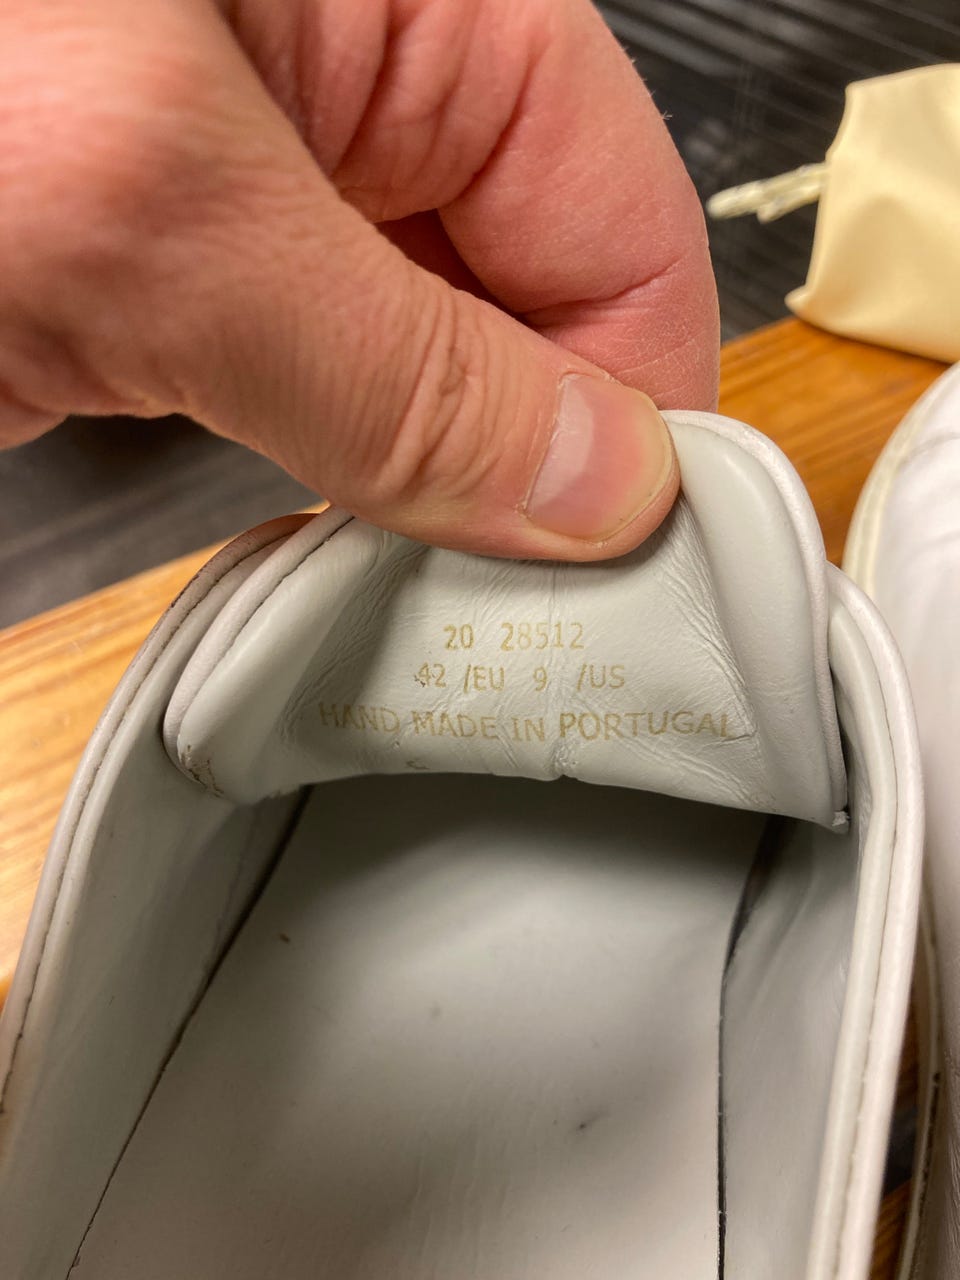 20 28512
42 /EU 9 /US
HAND MADE IN PORTUGAL